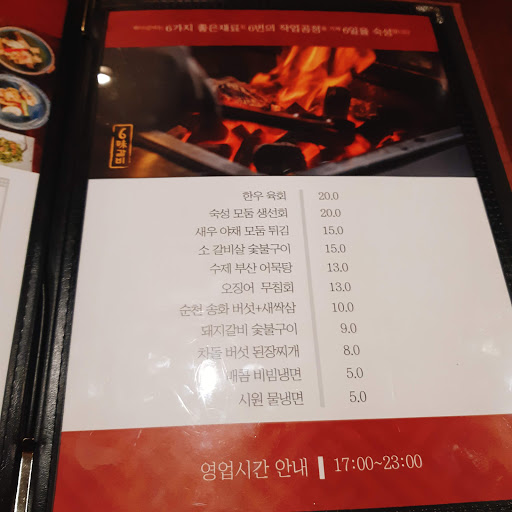 6가지 좋은재료 6번의 작업공정 6일을 숙성
6味갈비
한우 육회 20.0
숙성 모둠 생선회 20.0
새우 야채 모둠 튀김 15.0
소 갈비살 숯불구이 15.0
수제 부산 어묵탕 13.0
오징어 무침회 13.0
순천 송화 버섯+새싹삼 10.0
돼지갈비 숯불구이 9.0
차돌 버섯 된장찌개 8.0
매콤 비빔냉면 5.0
시원 물냉면 5.0
영업시간 안내 | 17:00~23:00